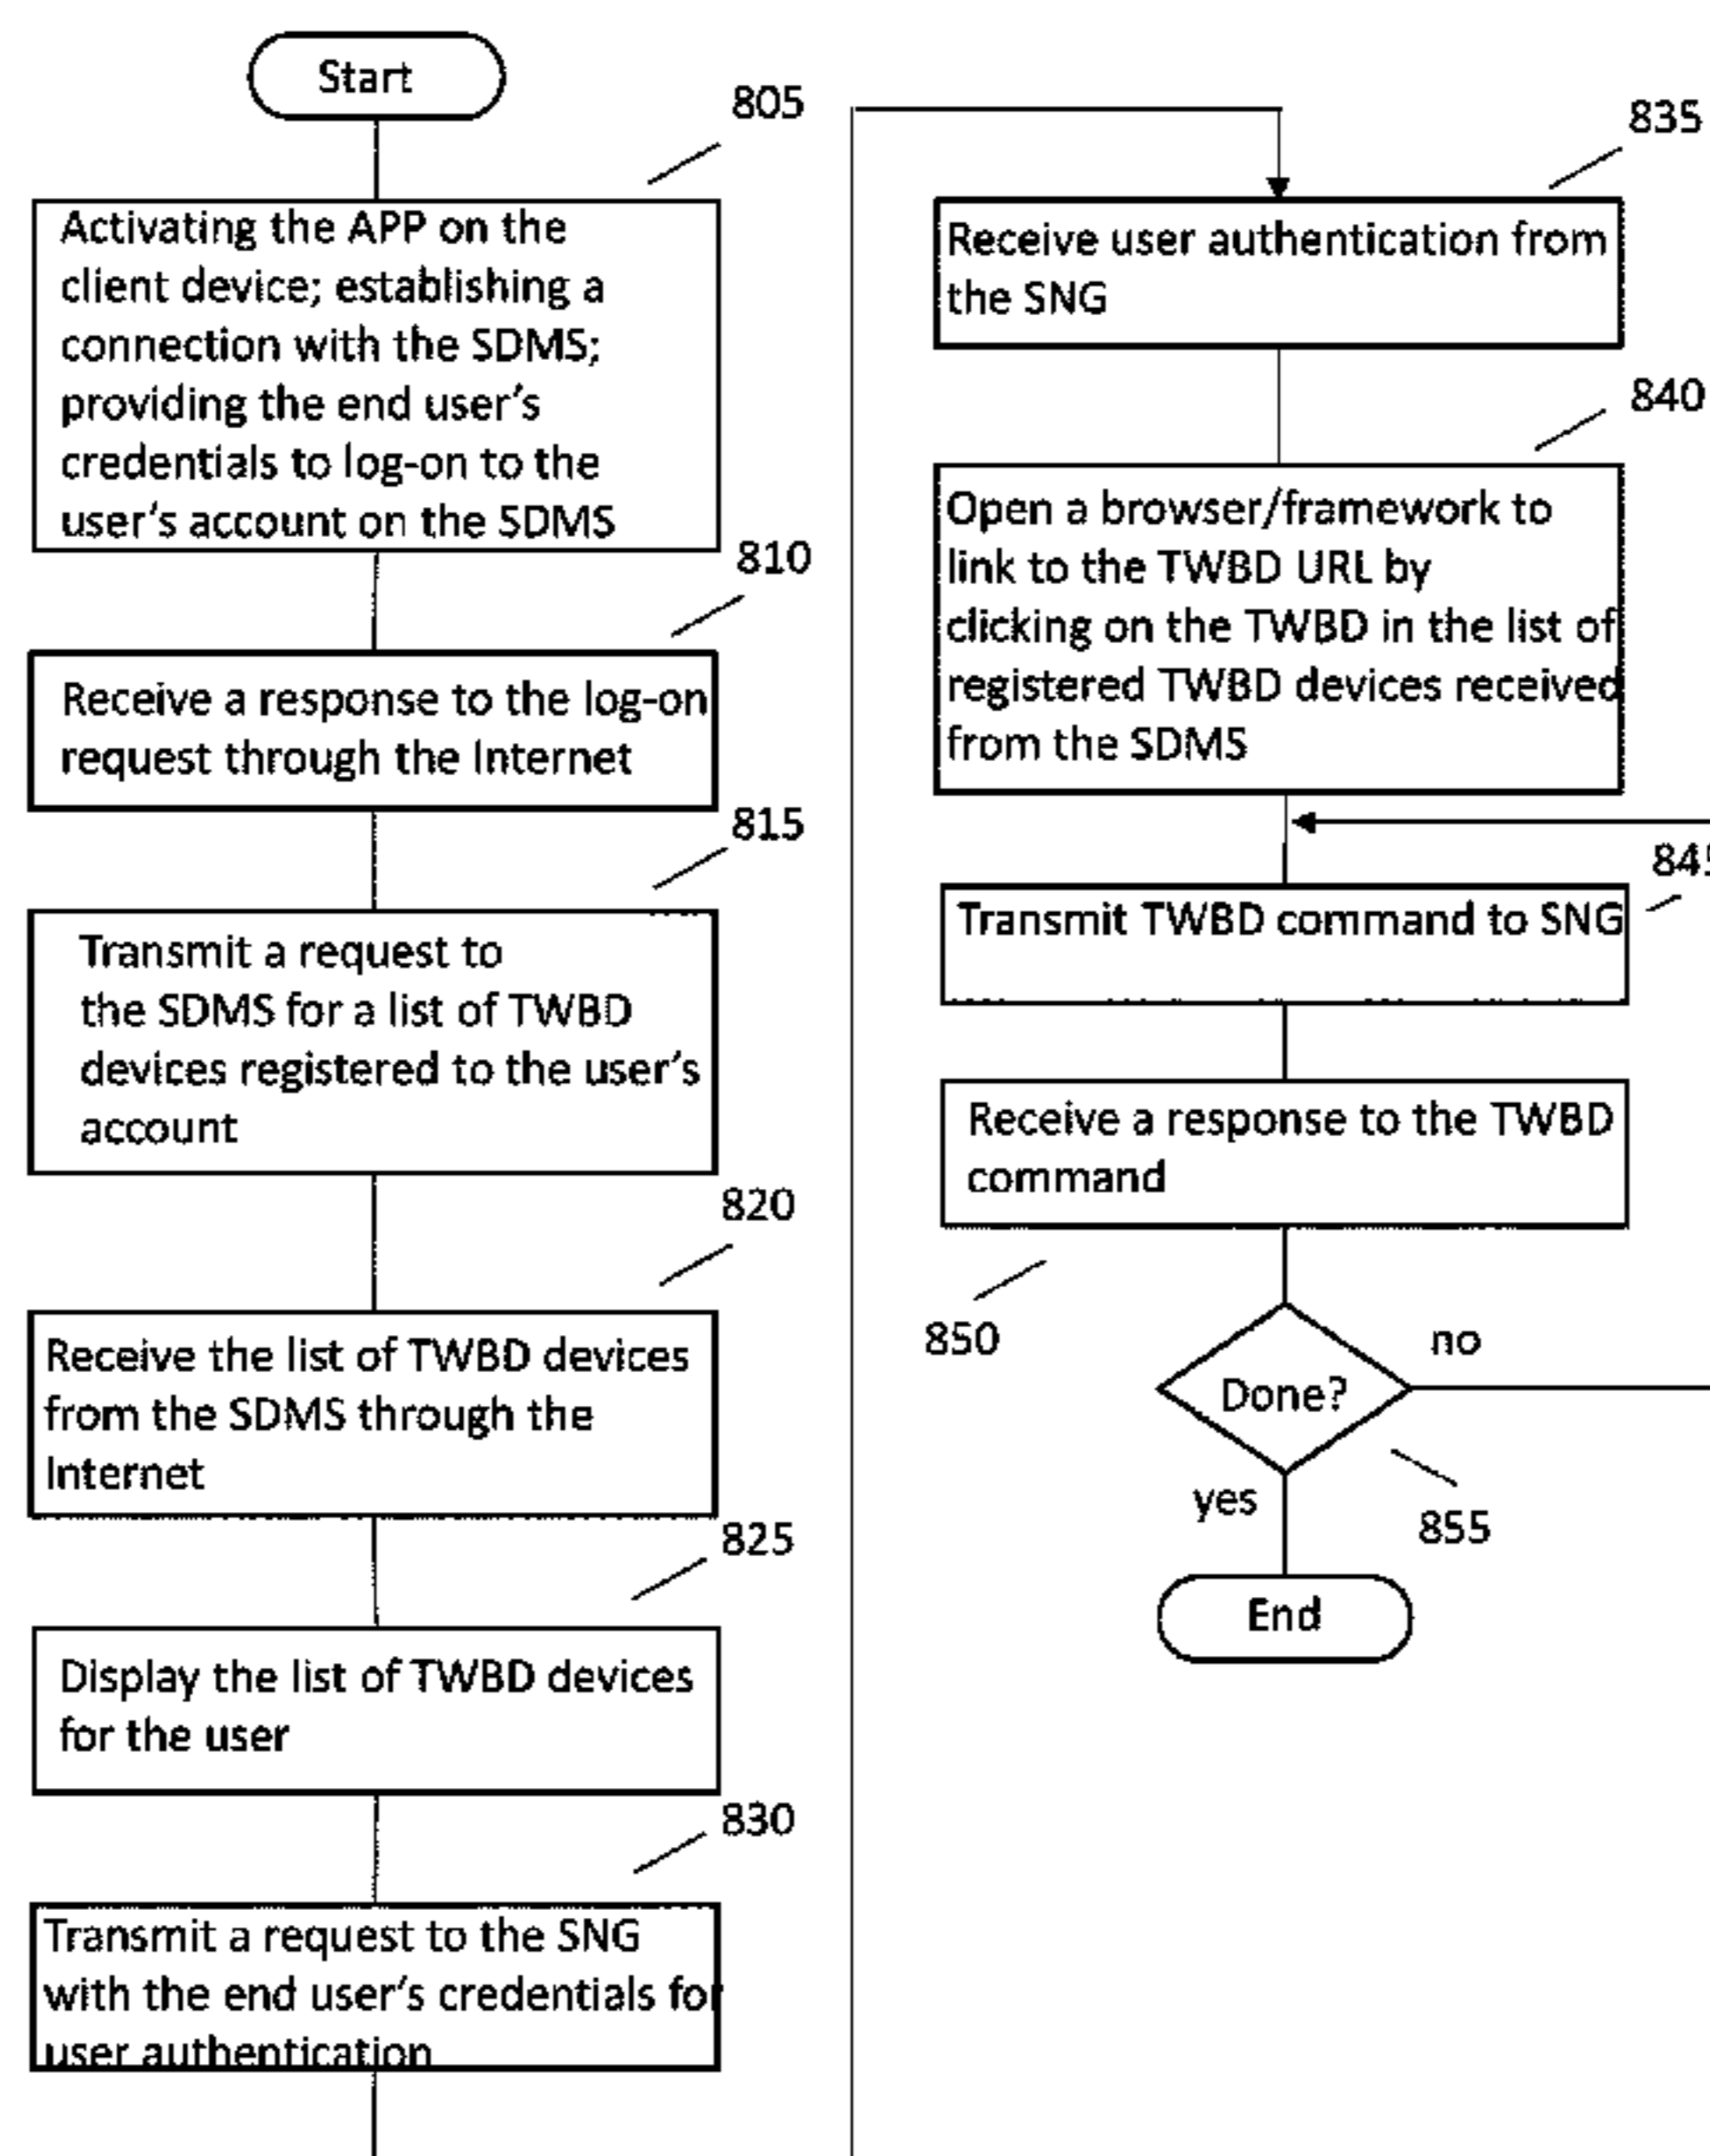 Start
805
Activating the APP on the
client device; establishing a
connection with the SDMS;
providing the end user's
credentials to log-on to the
user's account on the SDMS
810
Receive a response to the log-on
request through the Internet
815
Transmit a request to
the SDMS for a list of TWBD
devices registered to the user's
account
820
Receive the list of TWBD devices
from the SDMS through the
Internet
825
Display the list of TWBD devices
for the user
830
Transmit a request to the SNG
with the end user's credentials for
user authentication
835
Receive user authentication from
the SNG
840
Open a browser/framework to
link to the TWBD URL by
clicking on the TWBD in the list of
registered TWBD devices received
from the SDMS
845
Transmit TWBD command to SNG
Receive a response to the TWBD
command
850
no
Done?
yes
855
End